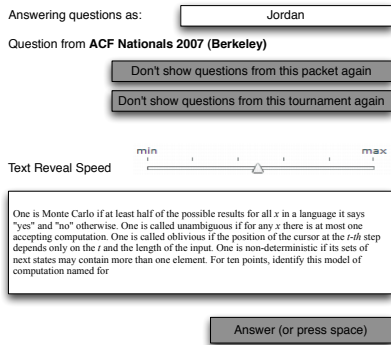 Answering questions as: Jordan
Question from ACF Nationals 2007 (Berkeley)
Don't show questions from this packet again
Don't show questions from this tournament again
min max
Text Reveal Speed
One is Monte Carlo if at least half of the possible results for all x in a language it says
"yes" and "no" otherwise. One is called unambiguous if for any x there is at most one
accepting computation. One is called oblivious if the position of the cursor at the t-th step
depends only on the t and the length of the input. One is non-deterministic if its sets of
next states may contain more than one element. For ten points, identify this model of
computation named for
Answer (or press space)